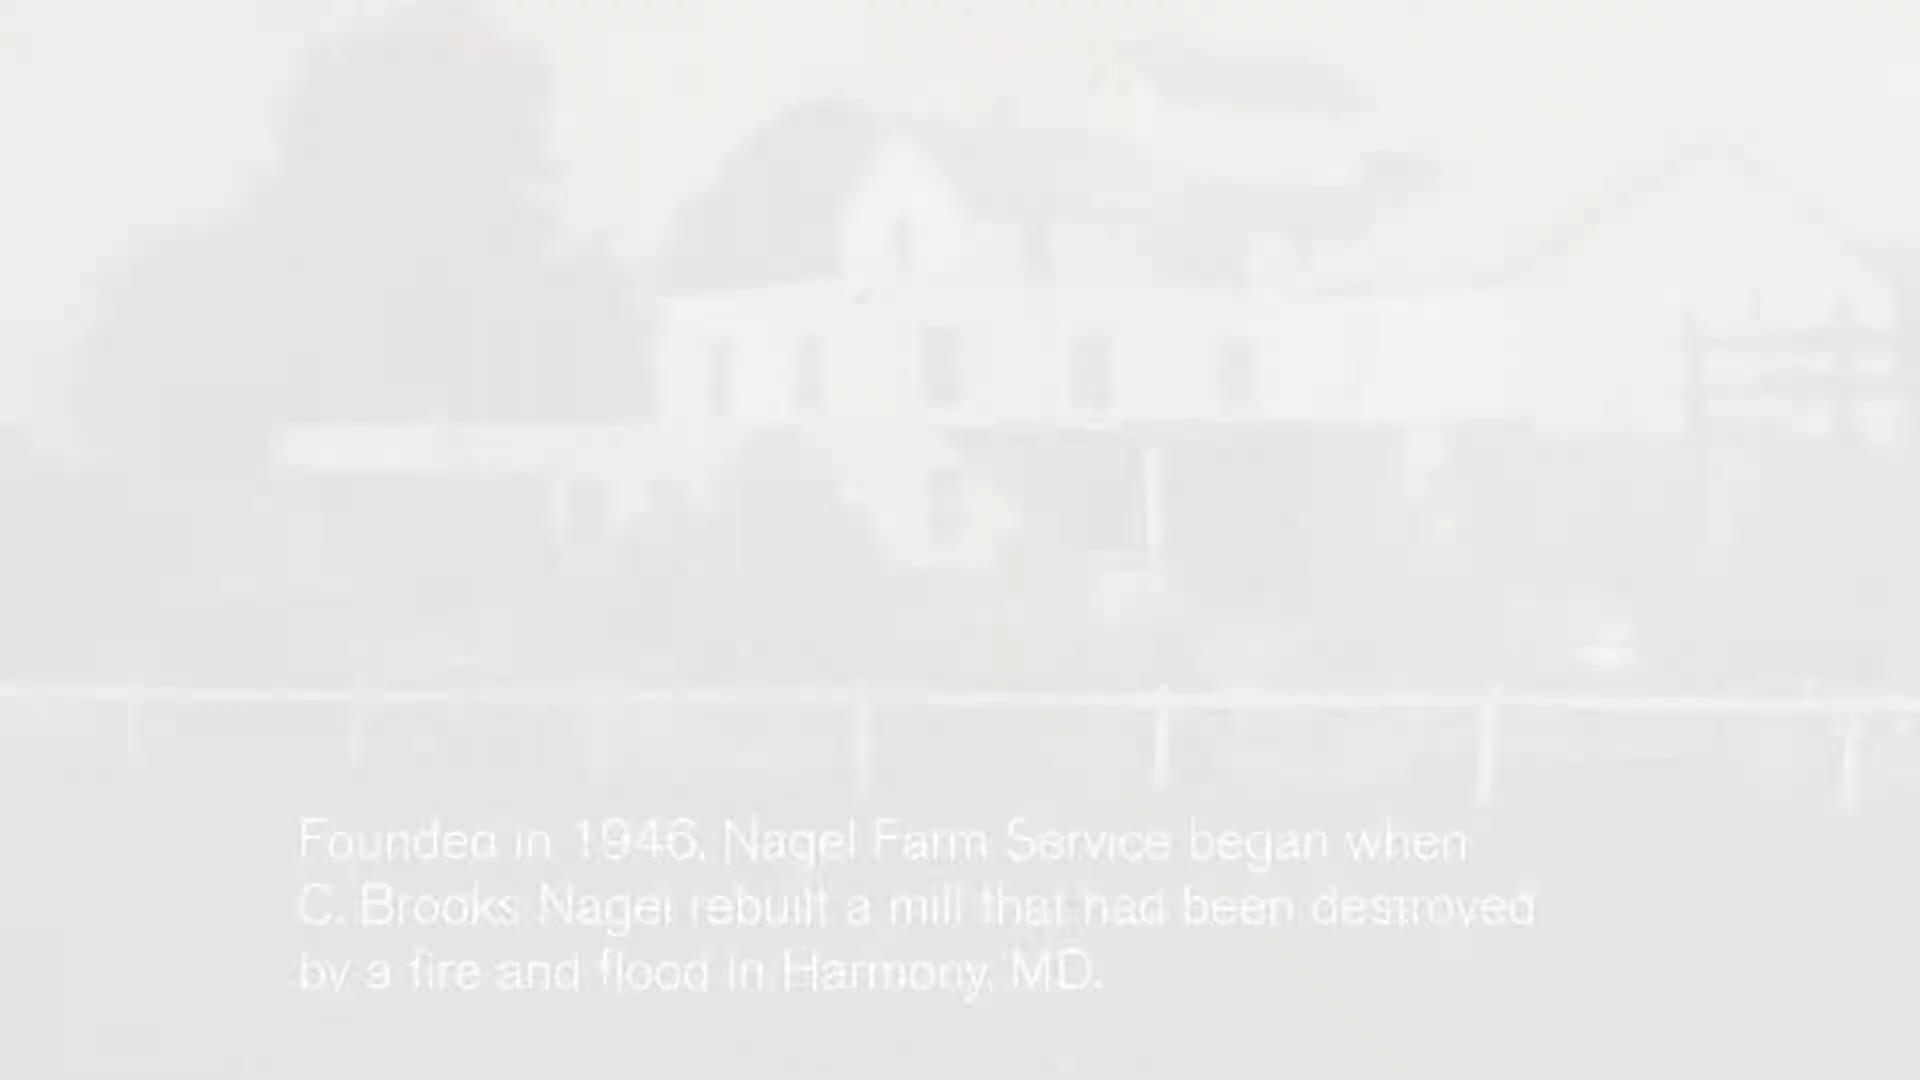 Founded in 1946, Nagel Farm Service began when
C. Brooks Nagel rebuilt a mill that had been destroyed
by a fire and flood in Harmony, MD.